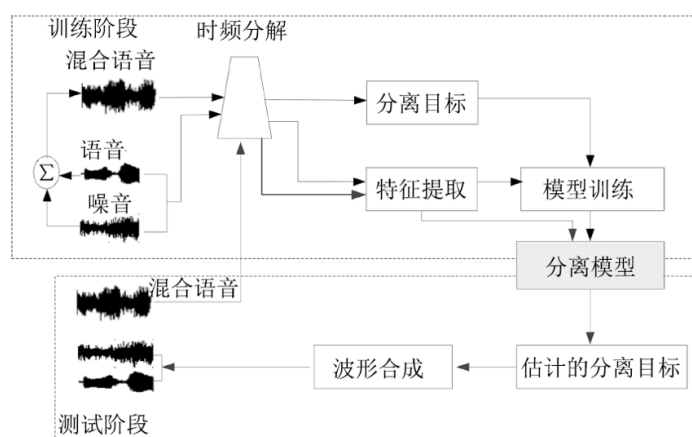 训练阶段
时频分解
混合语音
分离目标
语音
Σ
特征提取
模型训练
噪音
分离模型
混合语音
波形合成
估计的分离目标
测试阶段